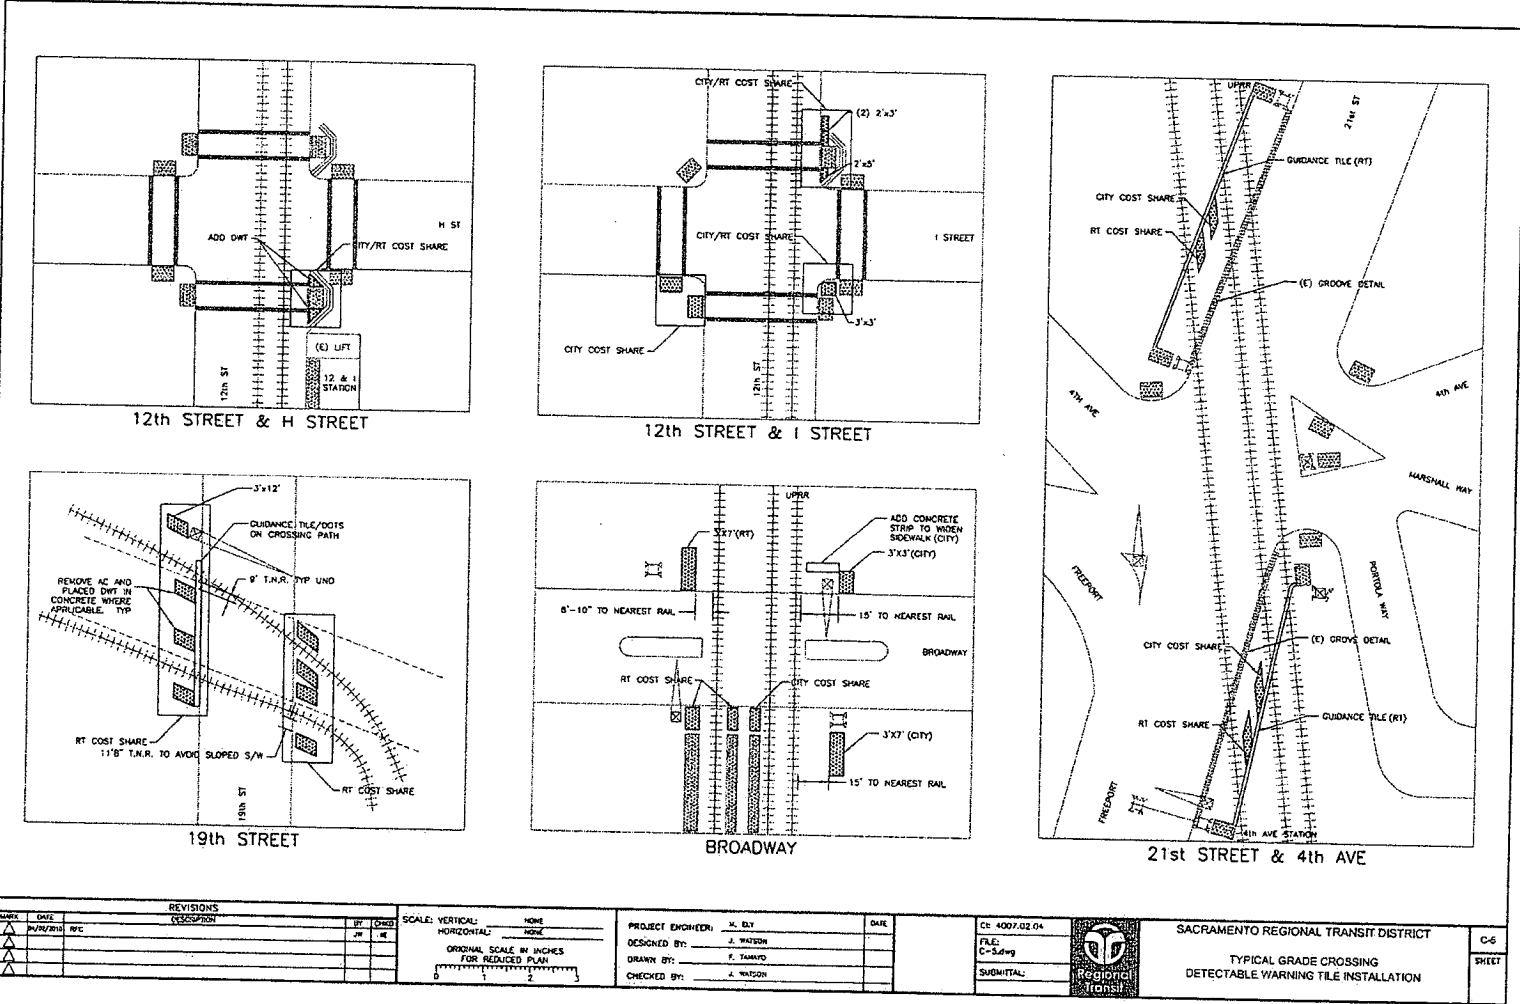 ADD DWT
H ST
CITY/RT COST SHARE
(E) LIFT
12 & I
STATION
12th ST
12th STREET & H STREET
CITY/RT COST SHARE
(2) 2'x3'
2'x5'
CITY/RT COST SHARE
I STREET
3'x3'
CITY COST SHARE
12th ST
12th STREET & I STREET
3'x12'
GUIDANCE TILE/DOTS
ON CROSSING PATH
REMOVE AC AND
PLACED DWT IN
CONCRETE WHERE
APPLICABLE. TYP
9' T.N.R. TYP UNO
RT COST SHARE
11'8" T.N.R. TO AVOID SLOPED S/W
RT COST SHARE
19th ST
19th STREET
UPRR
3'X7'(RT)
ADD CONCRETE
STRIP TO WIDEN
SIDEWALK (CITY)
3'X3'(CITY)
6'-10" TO NEAREST RAIL
15' TO NEAREST RAIL
BROADWAY
RT COST SHARE
CITY COST SHARE
3'X7' (CITY)
15' TO NEAREST RAIL
BROADWAY
UPRR
21st ST
GUIDANCE TILE(RT)
CITY COST SHARE
RT COST SHARE
(E) GROOVE DETAIL
4TH AVE
4th AVE
MARSHALL WAY
FREEPORT
PORTOLA WAY
(E) GROVE DETAIL
CITY COST SHARE
RT COST SHARE
GUIDANCE TILE(RT)
FREEPORT
4th AVE STATION
21st STREET & 4th AVE
REVISIONS
MARK DATE DESCRIPTION BY CHKD
04/02/2010 RFC JW
SCALE: VERTICAL: NONE
HORIZONTAL: NONE
ORIGINAL SCALE IN INCHES
FOR REDUCED PLAN
0 1 2 3
PROJECT ENGINEER: M. ELY
DATE
DESIGNED BY: J. WATSON
DRAWN BY: F. TAMAYO
CHECKED BY: J. WATSON
C#: 4007.02.04
FILE:
C-5.dwg
SUBMITTAL:
Regional
Transit
SACRAMENTO REGIONAL TRANSIT DISTRICT
TYPICAL GRADE CROSSING
DETECTABLE WARNING TILE INSTALLATION
SHEET